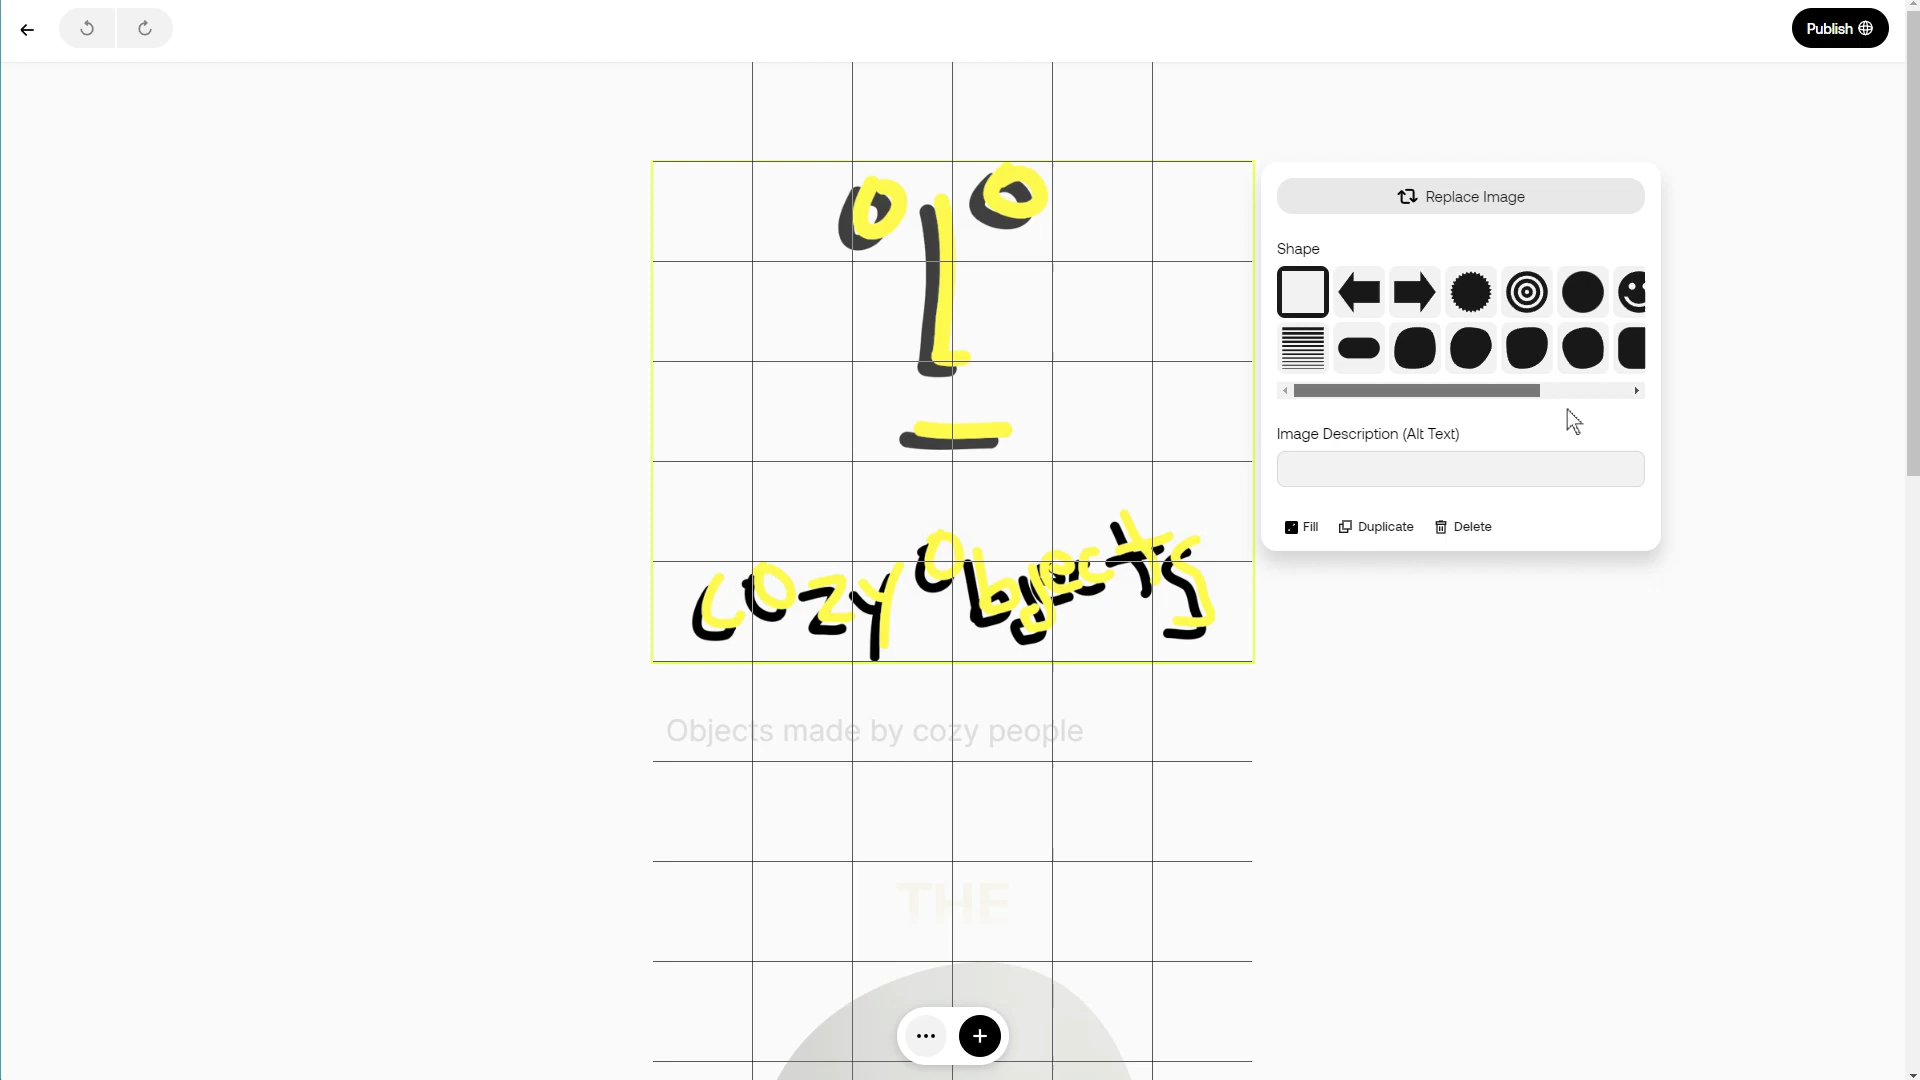 Publish
Replace Image
Shape
Image Description (Alt Text)
Fill
Duplicate
Delete
cozy objects
Objects made by cozy people
THE